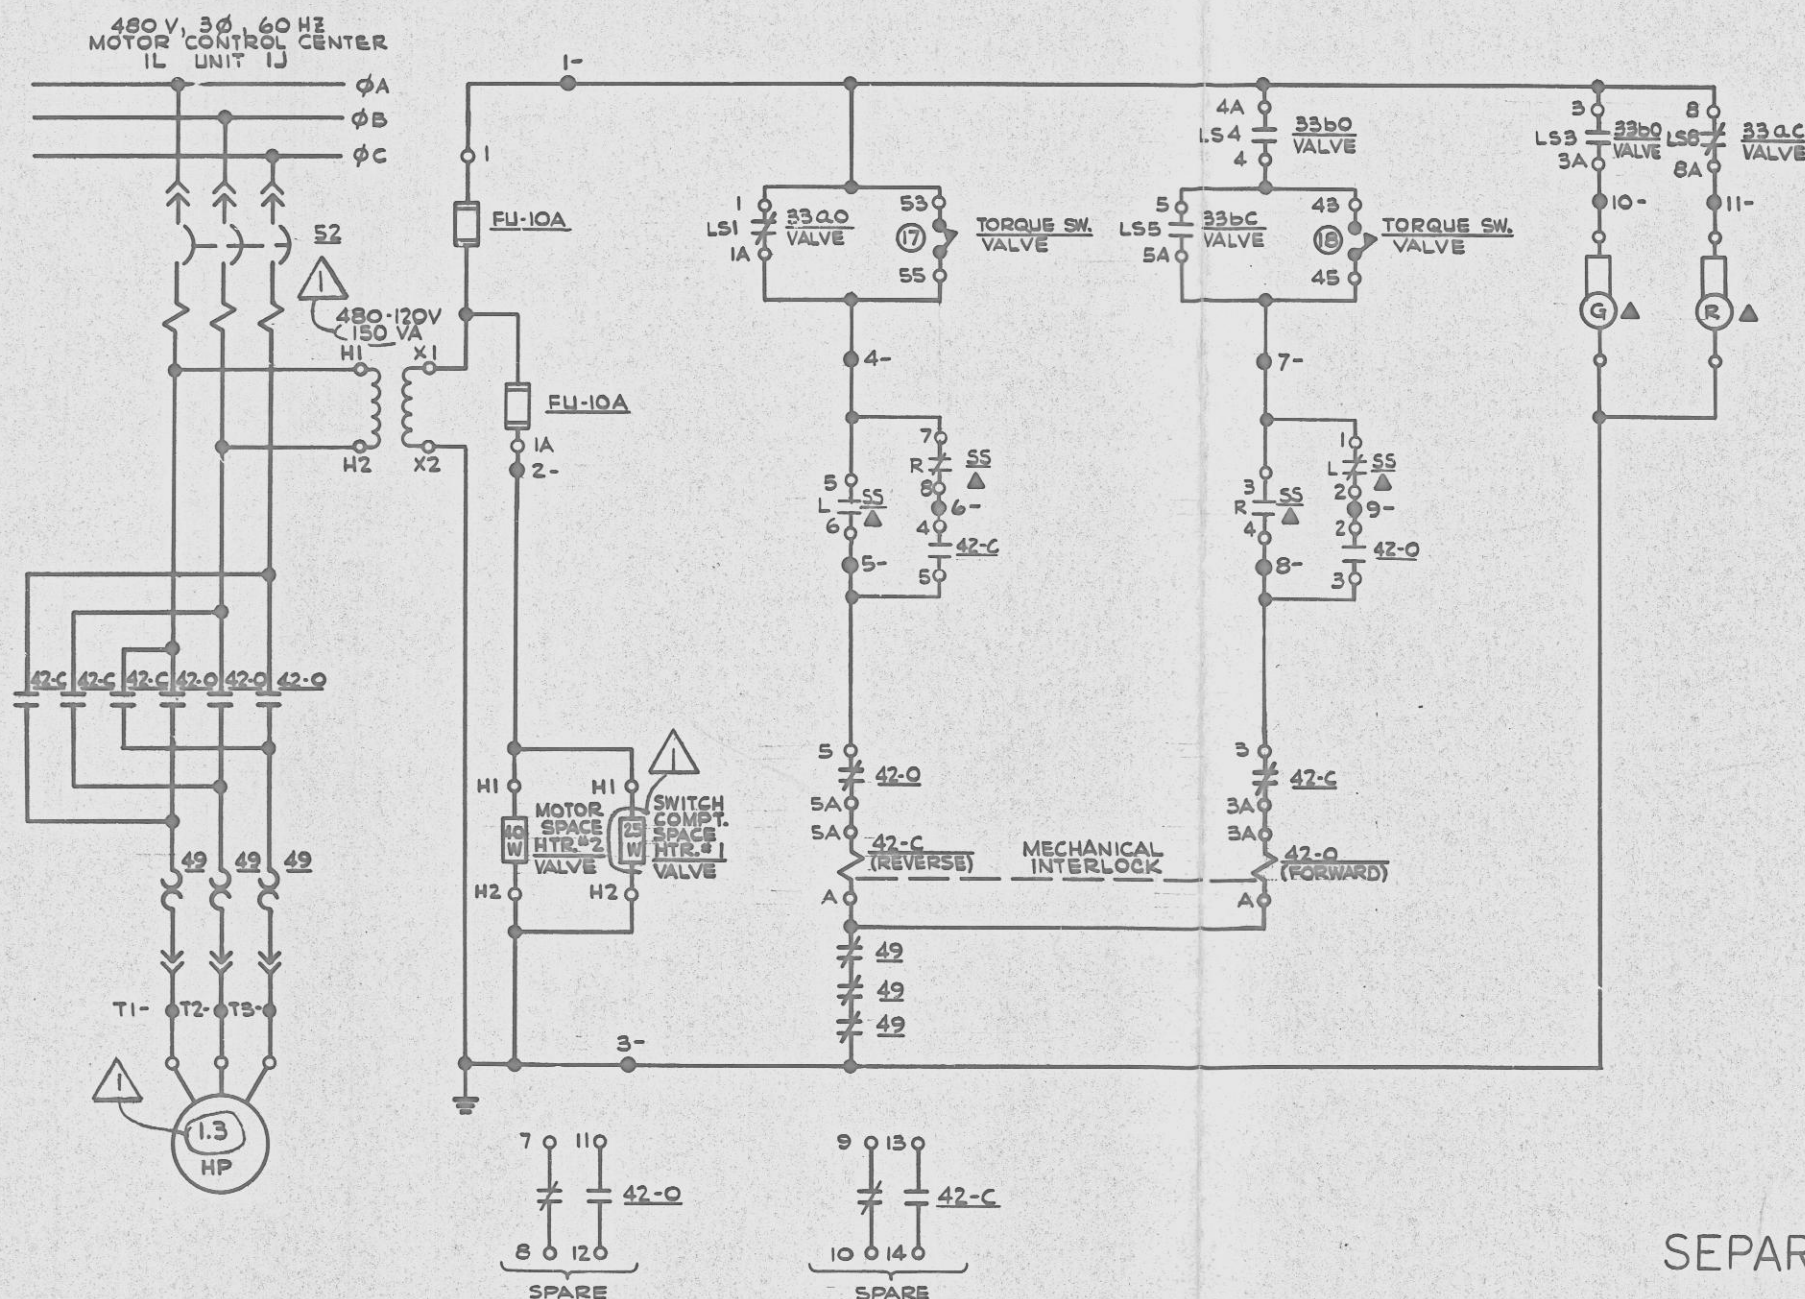 480 V, 3Ø, 60 HZ
MOTOR CONTROL CENTER
1L UNIT 1J
ØA
ØB
ØC
52
1
480-120V
150 VA
H1 X1
H2 X2
42-C 42-C 42-C 42-O 42-O 42-O
49 49 49
T1- T2- T3-
1
1.3
HP
1-
1
FU-10A
FU-10A
1A
2-
1
H1 H1
40
W
MOTOR
SPACE
HTR.#2
VALVE
25
W
SWITCH
COMPT.
SPACE
HTR.#1
VALVE
H2 H2
3-
1
LS1
33ao
VALVE
1A
53
17
TORQUE SW.
VALVE
55
4-
5
L
SS
6
5-
7
R
SS
8
6-
4
42-C
5
5
42-O
5A
5A
42-C
(REVERSE)
A
49
49
49
MECHANICAL
INTERLOCK
4A
LS4
33bO
VALVE
4
5
LS5
33bC
VALVE
5A
43
18
TORQUE SW.
VALVE
45
7-
3
R
SS
4
8-
1
L
SS
2
9-
2
42-O
3
3
42-C
3A
3A
42-O
(FORWARD)
A
3
LS3
33bO
VALVE
3A
10-
G
8
LS8
33ac
VALVE
8A
11-
R
7 11
42-O
8 12
SPARE
9 13
42-C
10 14
SPARE
SEPAR